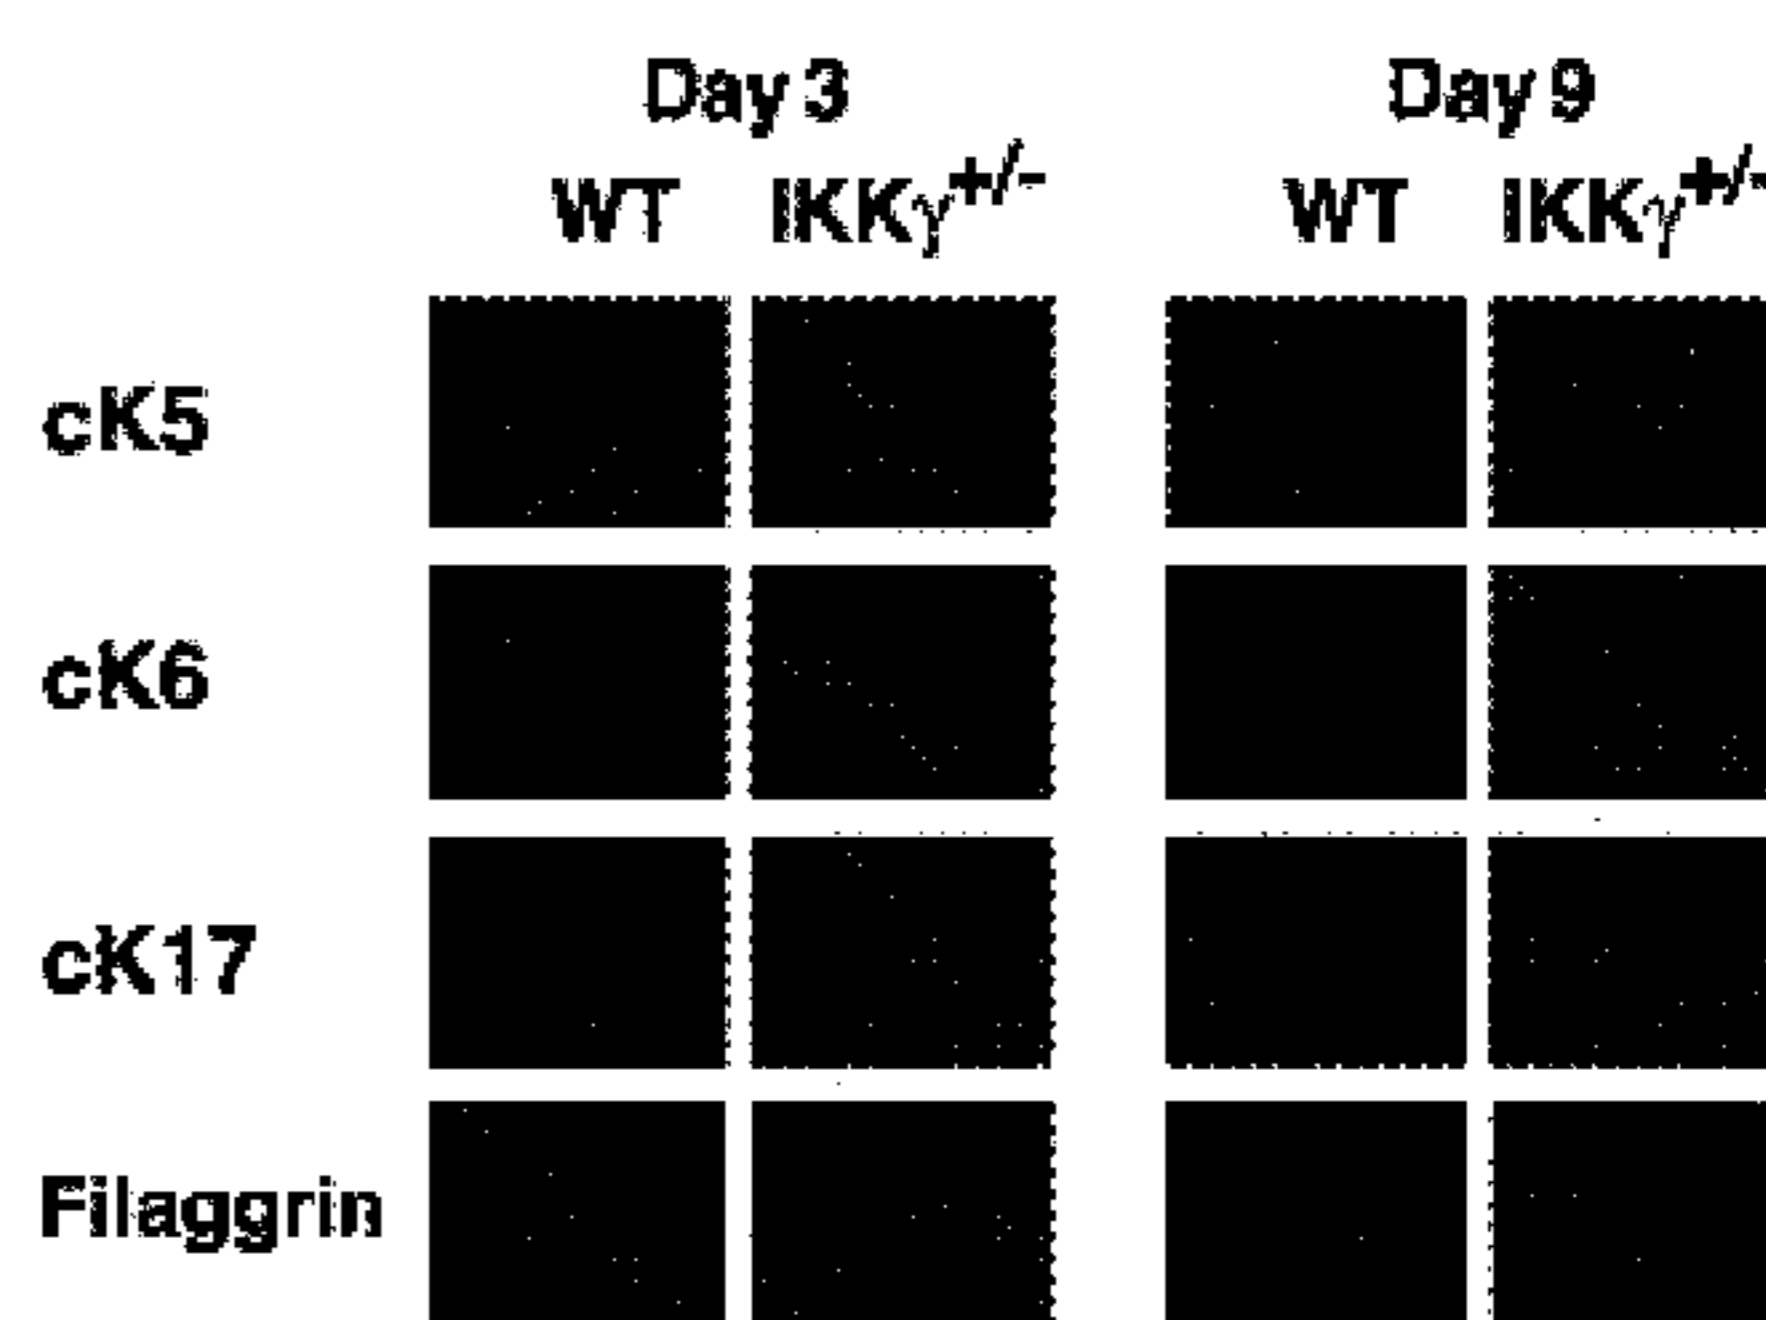 Day 3 Day 9
WT IKKγ+/- WT IKKγ+/-
cK5
cK6
cK17
Filaggrin